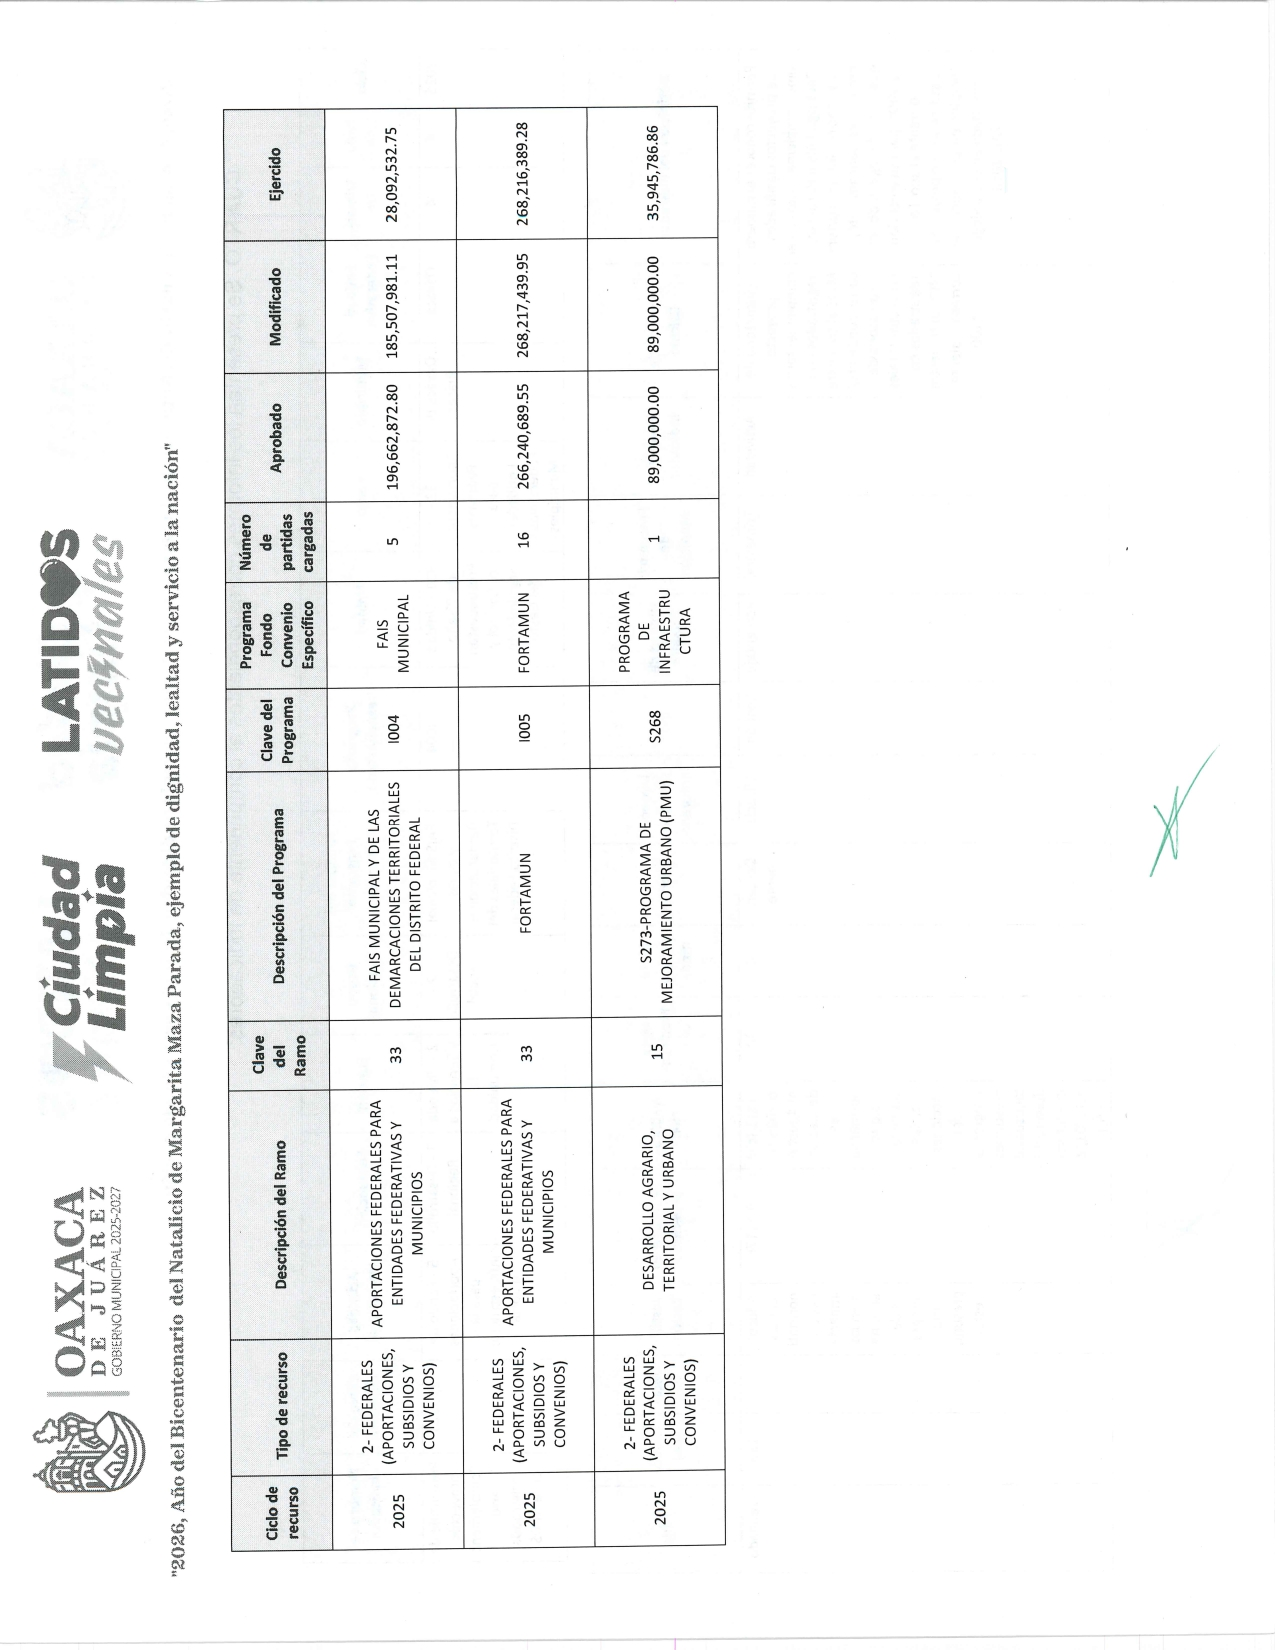 OAXACA
DE JUÁREZ
GOBIERNO MUNICIPAL 2025-2027
Ciudad
Limpia
LATIDOS
vecinales
"2026, Año del Bicentenario del Natalicio de Margarita Maza Parada, ejemplo de dignidad, lealtad y servicio a la nación"
Ciclo de
recurso
Tipo de recurso
Descripción del Ramo
Clave
del
Ramo
Descripción del Programa
Clave del
Programa
Programa
Fondo
Convenio
Específico
Número
de
partidas
cargadas
Aprobado
Modificado
Ejercido
2025
2- FEDERALES
(APORTACIONES,
SUBSIDIOS Y
CONVENIOS)
APORTACIONES FEDERALES PARA
ENTIDADES FEDERATIVAS Y
MUNICIPIOS
33
FAIS MUNICIPAL Y DE LAS
DEMARCACIONES TERRITORIALES
DEL DISTRITO FEDERAL
I004
FAIS
MUNICIPAL
5
196,662,872.80
185,507,981.11
28,092,532.75
2025
2- FEDERALES
(APORTACIONES,
SUBSIDIOS Y
CONVENIOS)
APORTACIONES FEDERALES PARA
ENTIDADES FEDERATIVAS Y
MUNICIPIOS
33
FORTAMUN
I005
FORTAMUN
16
266,240,689.55
268,217,439.95
268,216,389.28
2025
2- FEDERALES
(APORTACIONES,
SUBSIDIOS Y
CONVENIOS)
DESARROLLO AGRARIO,
TERRITORIAL Y URBANO
15
S273-PROGRAMA DE
MEJORAMIENTO URBANO (PMU)
S268
PROGRAMA
DE
INFRAESTRU
CTURA
1
89,000,000.00
89,000,000.00
35,945,786.86